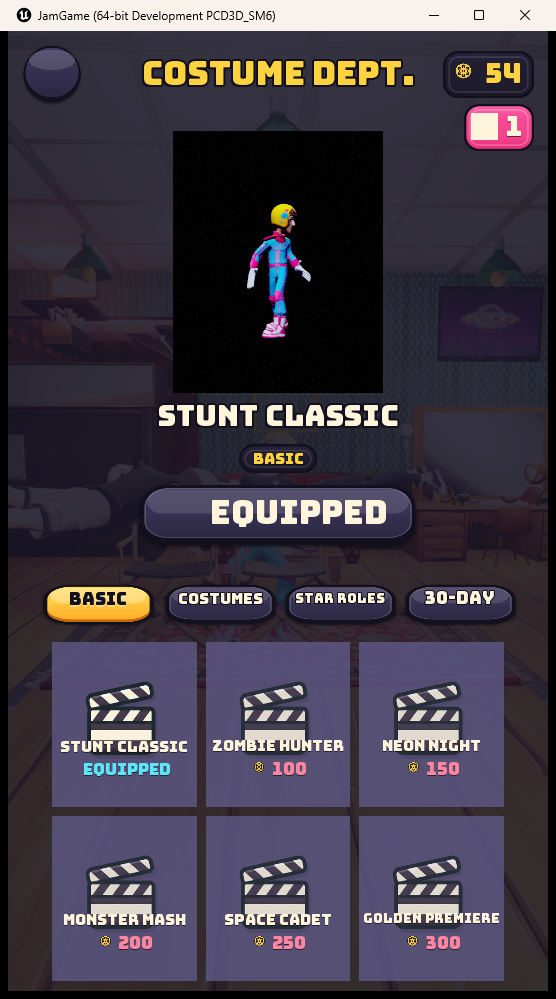 JamGame (64-bit Development PCD3D_SM6)
COSTUME DEPT.
54
1
STUNT CLASSIC
BASIC
EQUIPPED
BASIC COSTUMES STAR ROLES 30-DAY
STUNT CLASSIC ZOMBIE HUNTER NEON NIGHT
EQUIPPED 100 150
MONSTER MASH SPACE CADET GOLDEN PREMIERE
200 250 300